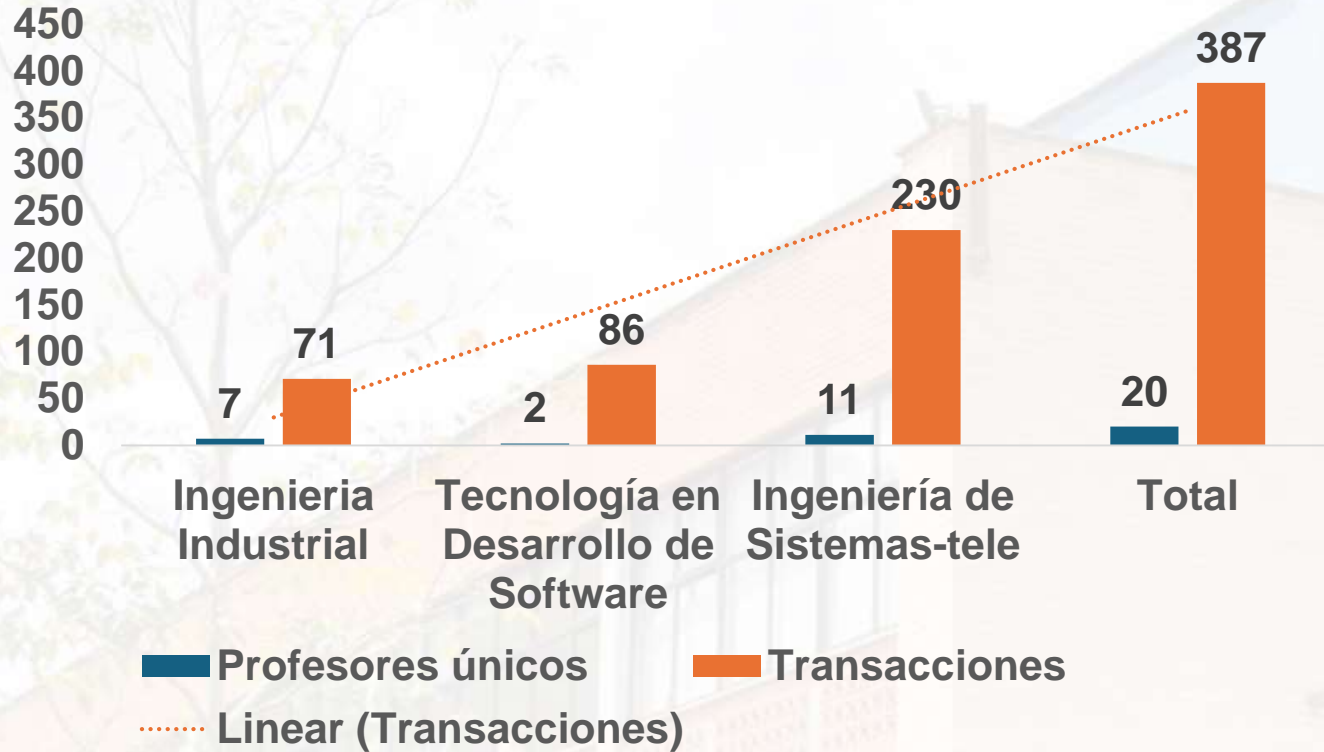 450
400
350
300
250
200
150
100
50
0
387
230
71
86
7
2
11
20
Ingenieria
Industrial
Tecnología en
Desarrollo de
Software
Ingeniería de
Sistemas-tele
Total
Profesores únicos
Transacciones
Linear (Transacciones)